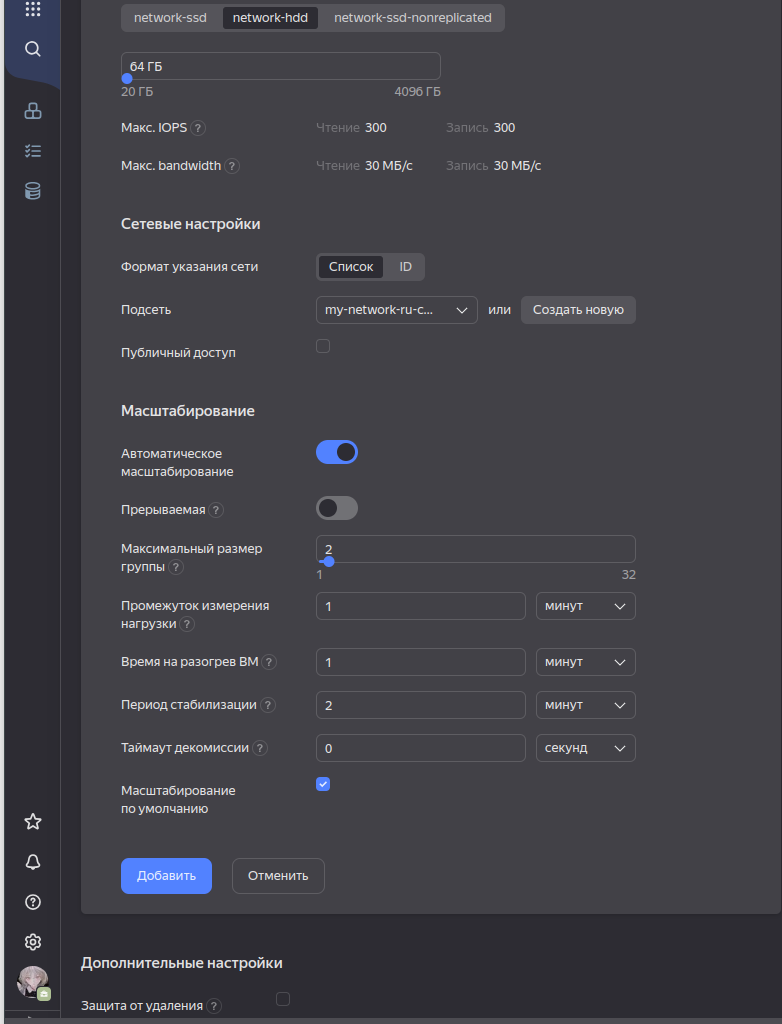 network-ssd network-hdd network-ssd-nonreplicated
64 ГБ
20 ГБ 4096 ГБ
Макс. IOPS ? Чтение 300 Запись 300
Макс. bandwidth ? Чтение 30 МБ/с Запись 30 МБ/с
Сетевые настройки
Формат указания сети Список ID
Подсеть my-network-ru-c... или Создать новую
Публичный доступ
Масштабирование
Автоматическое
масштабирование
Прерываемая ?
Максимальный размер
группы ?
2
1 32
Промежуток измерения
нагрузки ?
1 минут
Время на разогрев ВМ ? 1 минут
Период стабилизации ? 2 минут
Таймаут декомиссии ? 0 секунд
Масштабирование
по умолчанию
Добавить Отменить
Дополнительные настройки
Защита от удаления ?